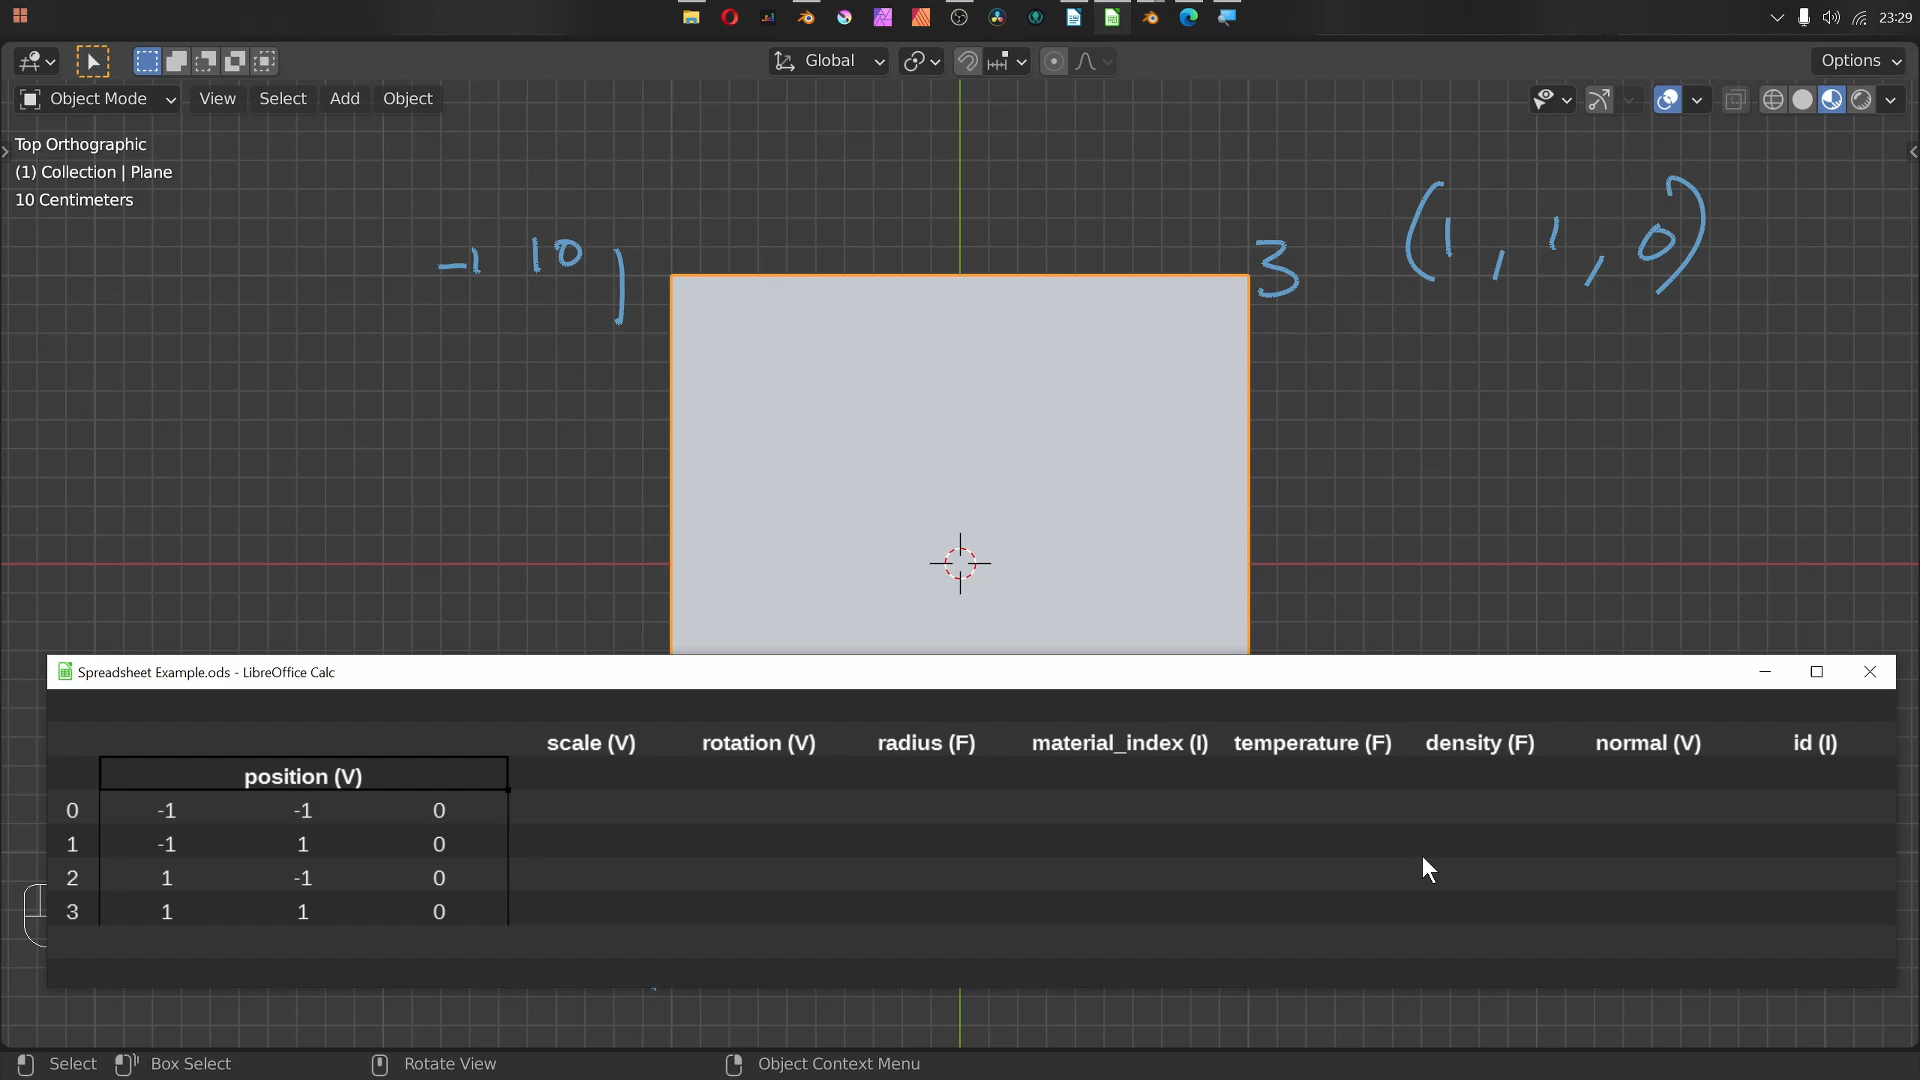 23:29
Global
Options
Object Mode View Select Add Object
Top Orthographic
(1) Collection | Plane
10 Centimeters
-1 1 0 1
3 (1, 1, 0)
Spreadsheet Example.ods - LibreOffice Calc
scale (V) rotation (V) radius (F) material_index (I) temperature (F) density (F) normal (V) id (I)
position (V)
0 -1 -1 0
1 -1 1 0
2 1 -1 0
3 1 1 0
Select Box Select Rotate View Object Context Menu